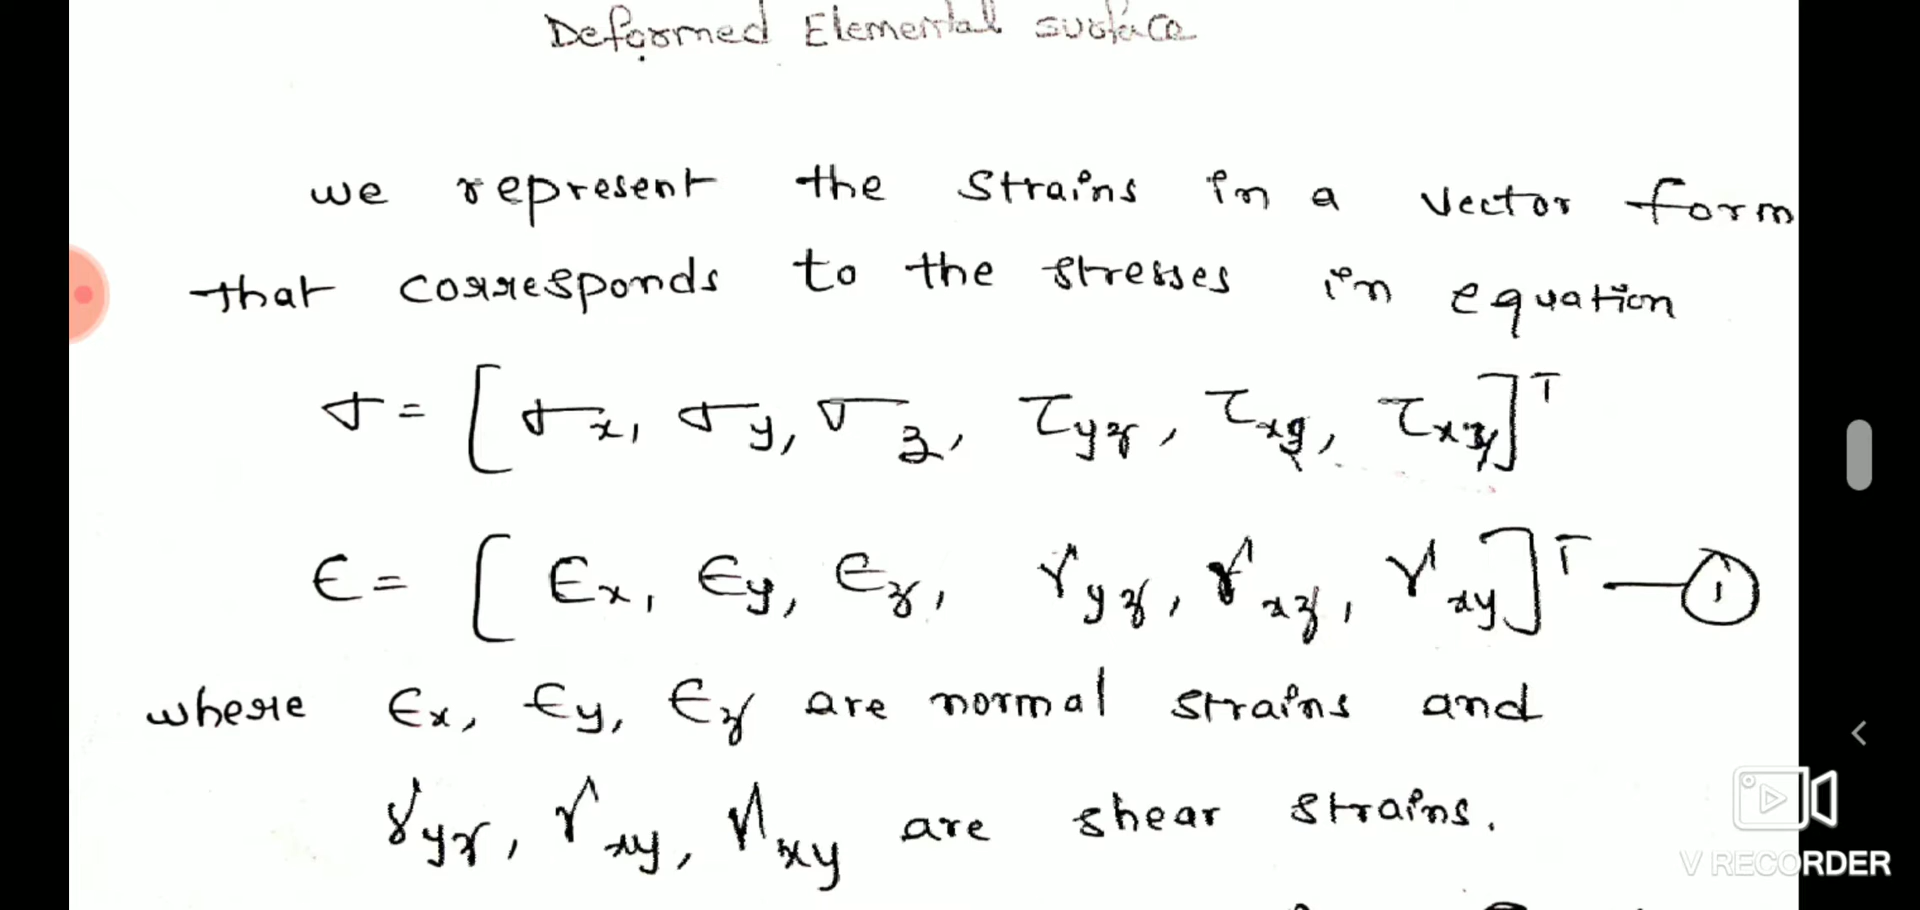 Deformed Elemental surface
we represent the strains in a vector form
that corresponds to the stresses in equation
σ = [σx, σy, σz, τyz, τxz, τxy]ᵀ
ϵ = [ϵx, ϵy, ϵz, γyz, γxz, γxy]ᵀ — ①
where ϵx, ϵy, ϵz are normal strains and
γyz, γxy, γxy are shear strains.
V RECORDER